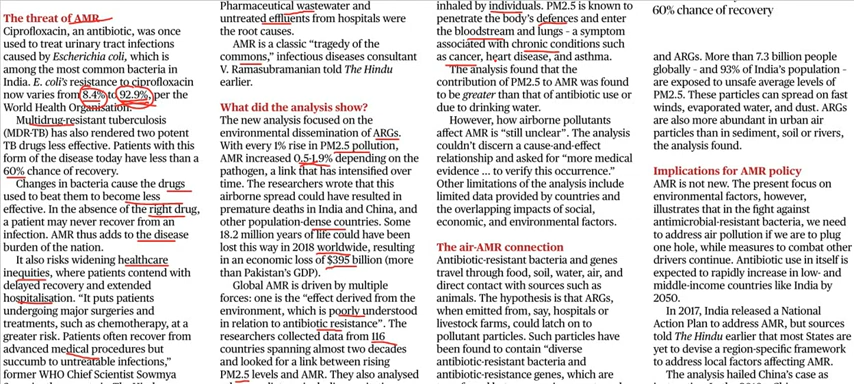 The threat of AMR
Ciprofloxacin, an antibiotic, was once
used to treat urinary tract infections
caused by Escherichia coli, which is
among the most common bacteria in
India. E. coli's resistance to ciprofloxacin
now varies from 8.4% to 92.9%, per the
World Health Organisation.
Multidrug-resistant tuberculosis
(MDR-TB) has also rendered two potent
TB drugs less effective. Patients with this
form of the disease today have less than a
60% chance of recovery.
Changes in bacteria cause the drugs
used to beat them to become less
effective. In the absence of the right drug,
a patient may never recover from an
infection. AMR thus adds to the disease
burden of the nation.
It also risks widening healthcare
inequities, where patients contend with
delayed recovery and extended
hospitalisation. “It puts patients
undergoing major surgeries and
treatments, such as chemotherapy, at a
greater risk. Patients often recover from
advanced medical procedures but
succumb to untreatable infections,”
former WHO Chief Scientist Sowmya
Pharmaceutical wastewater and
untreated effluents from hospitals were
the root causes.
AMR is a classic “tragedy of the
commons,” infectious diseases consultant
V. Ramasubramanian told The Hindu
earlier.
What did the analysis show?
The new analysis focused on the
environmental dissemination of ARGs.
With every 1% rise in PM2.5 pollution,
AMR increased 0.5-1.9% depending on the
pathogen, a link that has intensified over
time. The researchers wrote that this
airborne spread could have resulted in
premature deaths in India and China, and
other population-dense countries. Some
18.2 million years of life could have been
lost this way in 2018 worldwide, resulting
in an economic loss of $395 billion (more
than Pakistan's GDP).
Global AMR is driven by multiple
forces: one is the “effect derived from the
environment, which is poorly understood
in relation to antibiotic resistance”. The
researchers collected data from 116
countries spanning almost two decades
and looked for a link between rising
PM2.5 levels and AMR. They also analysed
inhaled by individuals. PM2.5 is known to
penetrate the body's defences and enter
the bloodstream and lungs - a symptom
associated with chronic conditions such
as cancer, heart disease, and asthma.
The analysis found that the
contribution of PM2.5 to AMR was found
to be greater than that of antibiotic use or
due to drinking water.
However, how airborne pollutants
affect AMR is “still unclear”. The analysis
couldn't discern a cause-and-effect
relationship and asked for “more medical
evidence ... to verify this occurrence.”
Other limitations of the analysis include
limited data provided by countries and
the overlapping impacts of social,
economic, and environmental factors.
The air-AMR connection
Antibiotic-resistant bacteria and genes
travel through food, soil, water, air, and
direct contact with sources such as
animals. The hypothesis is that ARGs,
when emitted from, say, hospitals or
livestock farms, could latch on to
pollutant particles. Such particles have
been found to contain “diverse
antibiotic-resistant bacteria and
antibiotic-resistance genes, which are
60% chance of recovery
and ARGs. More than 7.3 billion people
globally - and 93% of India's population -
are exposed to unsafe average levels of
PM2.5. These particles can spread on fast
winds, evaporated water, and dust. ARGs
are also more abundant in urban air
particles than in sediment, soil or rivers,
the analysis found.
Implications for AMR policy
AMR is not new. The present focus on
environmental factors, however,
illustrates that in the fight against
antimicrobial-resistant bacteria, we need
to address air pollution if we are to plug
one hole, while measures to combat other
drivers continue. Antibiotic use in itself is
expected to rapidly increase in low- and
middle-income countries like India by
2050.
In 2017, India released a National
Action Plan to address AMR, but sources
told The Hindu earlier that most States are
yet to devise a region-specific framework
to address local factors affecting AMR.
The analysis hailed China's case as